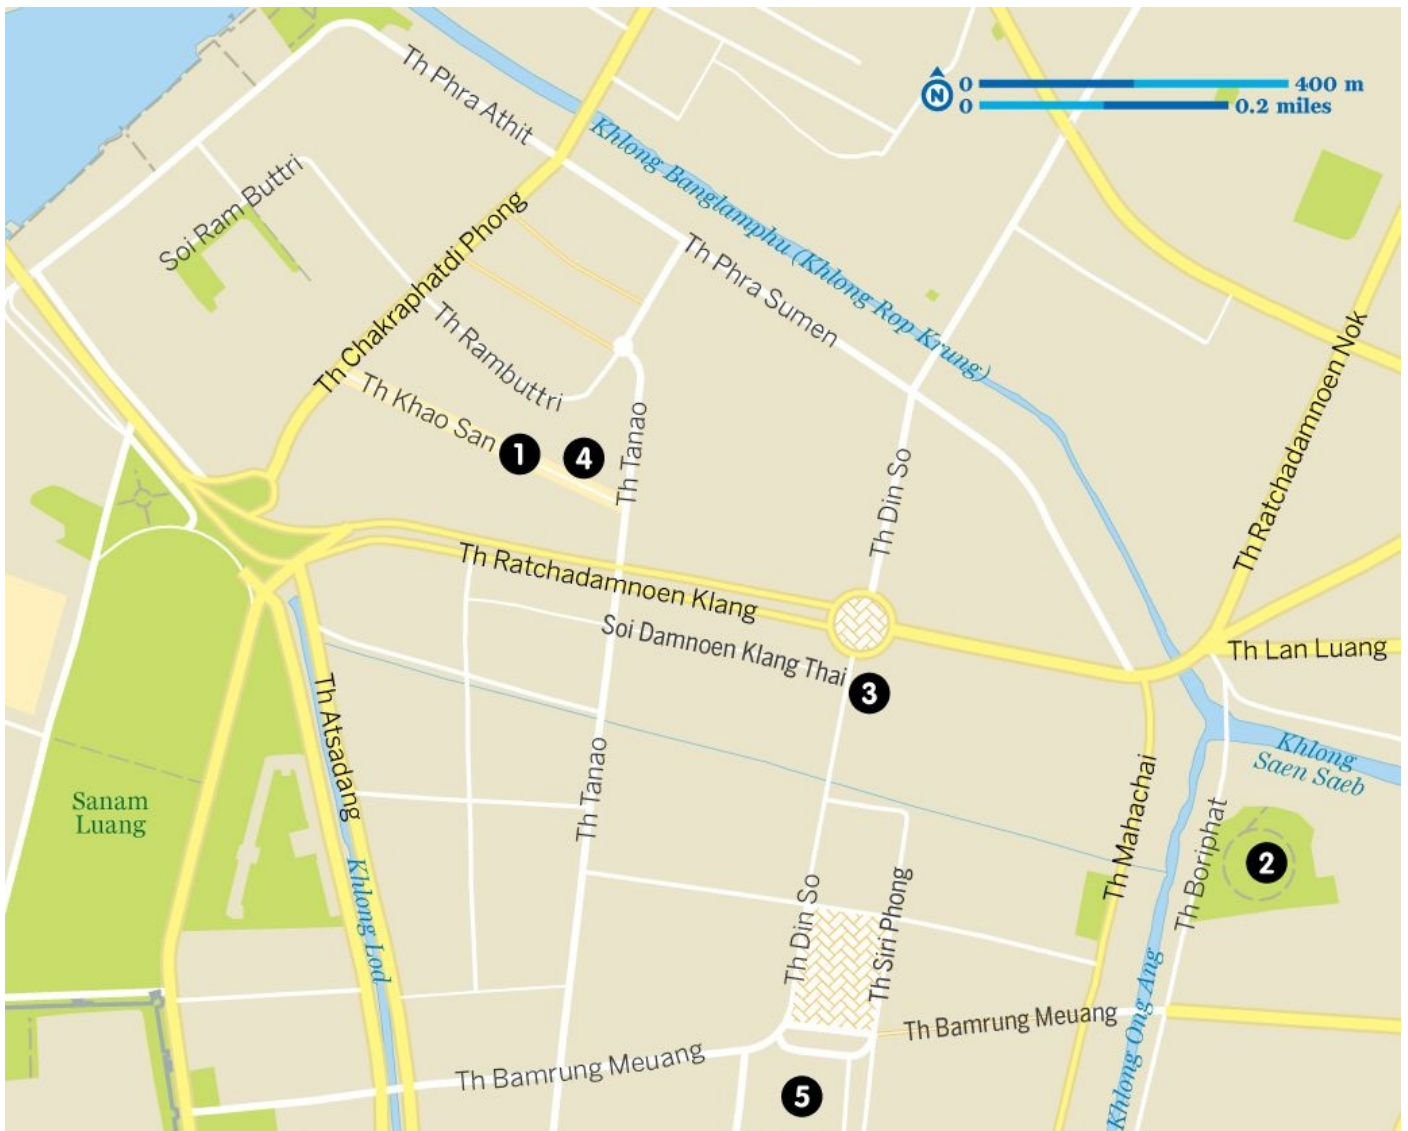 Th Phra Athit
0 400 m
N
0 0.2 miles
Khlong Banglamphu (Khlong Rop Krung)
Soi Ram Buttri
Th Chakraphatdi Phong
Th Phra Sumen
Th Rambuttri
Th Ratchadamnoen Nok
Th Khao San
1
4
Th Tanao
Th Din So
Th Ratchadamnoen Klang
Soi Damnoen Klang Thai
3
Th Lan Luang
Th Atsadang
Th Tanao
Khlong
Saen Saeb
Sanam
Luang
Th Mahachai
Th Boriphat
2
Khlong Lod
Th Din So
Th Siri Phong
Th Bamrung Meuang
Khlong Ong Ang
Th Bamrung Meuang
5